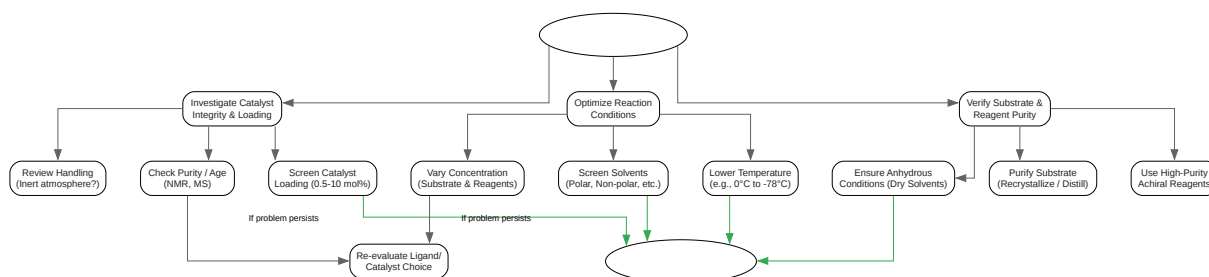 Investigate Catalyst
Integrity & Loading
Optimize Reaction
Conditions
Verify Substrate &
Reagent Purity
Review Handling
(Inert atmosphere?)
Check Purity / Age
(NMR, MS)
Screen Catalyst
Loading (0.5-10 mol%)
Vary Concentration
(Substrate & Reagents)
Screen Solvents
(Polar, Non-polar, etc.)
Lower Temperature
(e.g., 0°C to -78°C)
Ensure Anhydrous
Conditions (Dry Solvents)
Purify Substrate
(Recrystallize / Distill)
Use High-Purity
Achiral Reagents
If problem persists
If problem persists
Re-evaluate Ligand/
Catalyst Choice